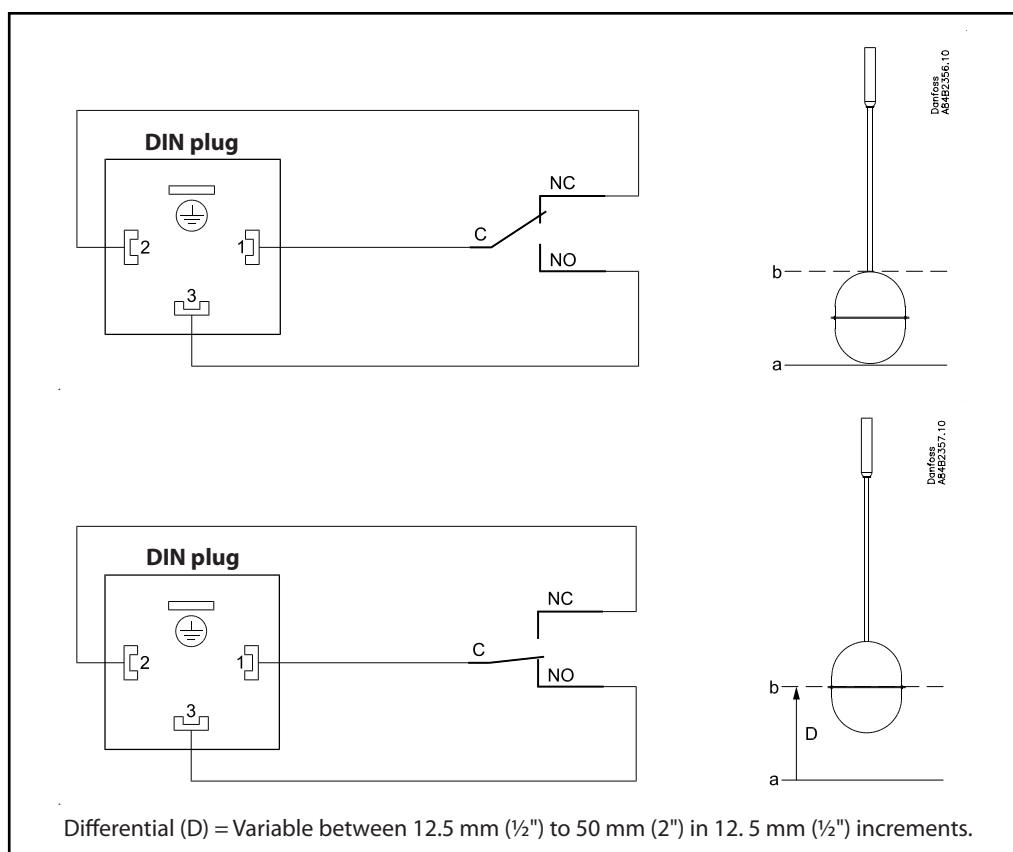 Danfoss
A84B2356.10
DIN plug
NC
2
1
C
NO
3
b
a
Danfoss
A84B2357.10
DIN plug
NC
2
1
C
NO
3
b
D
a
Differential (D) = Variable between 12.5 mm (½") to 50 mm (2") in 12. 5 mm (½") increments.